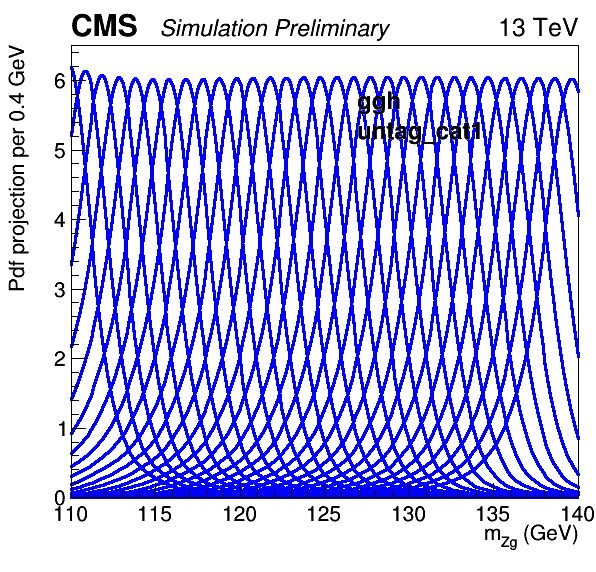 CMS Simulation Preliminary 13 TeV
Pdf projection per 0.4 GeV
6
5
4
3
2
1
0
ggh
untag_cat1
110 115 120 125 130 135 140
m_zg (GeV)